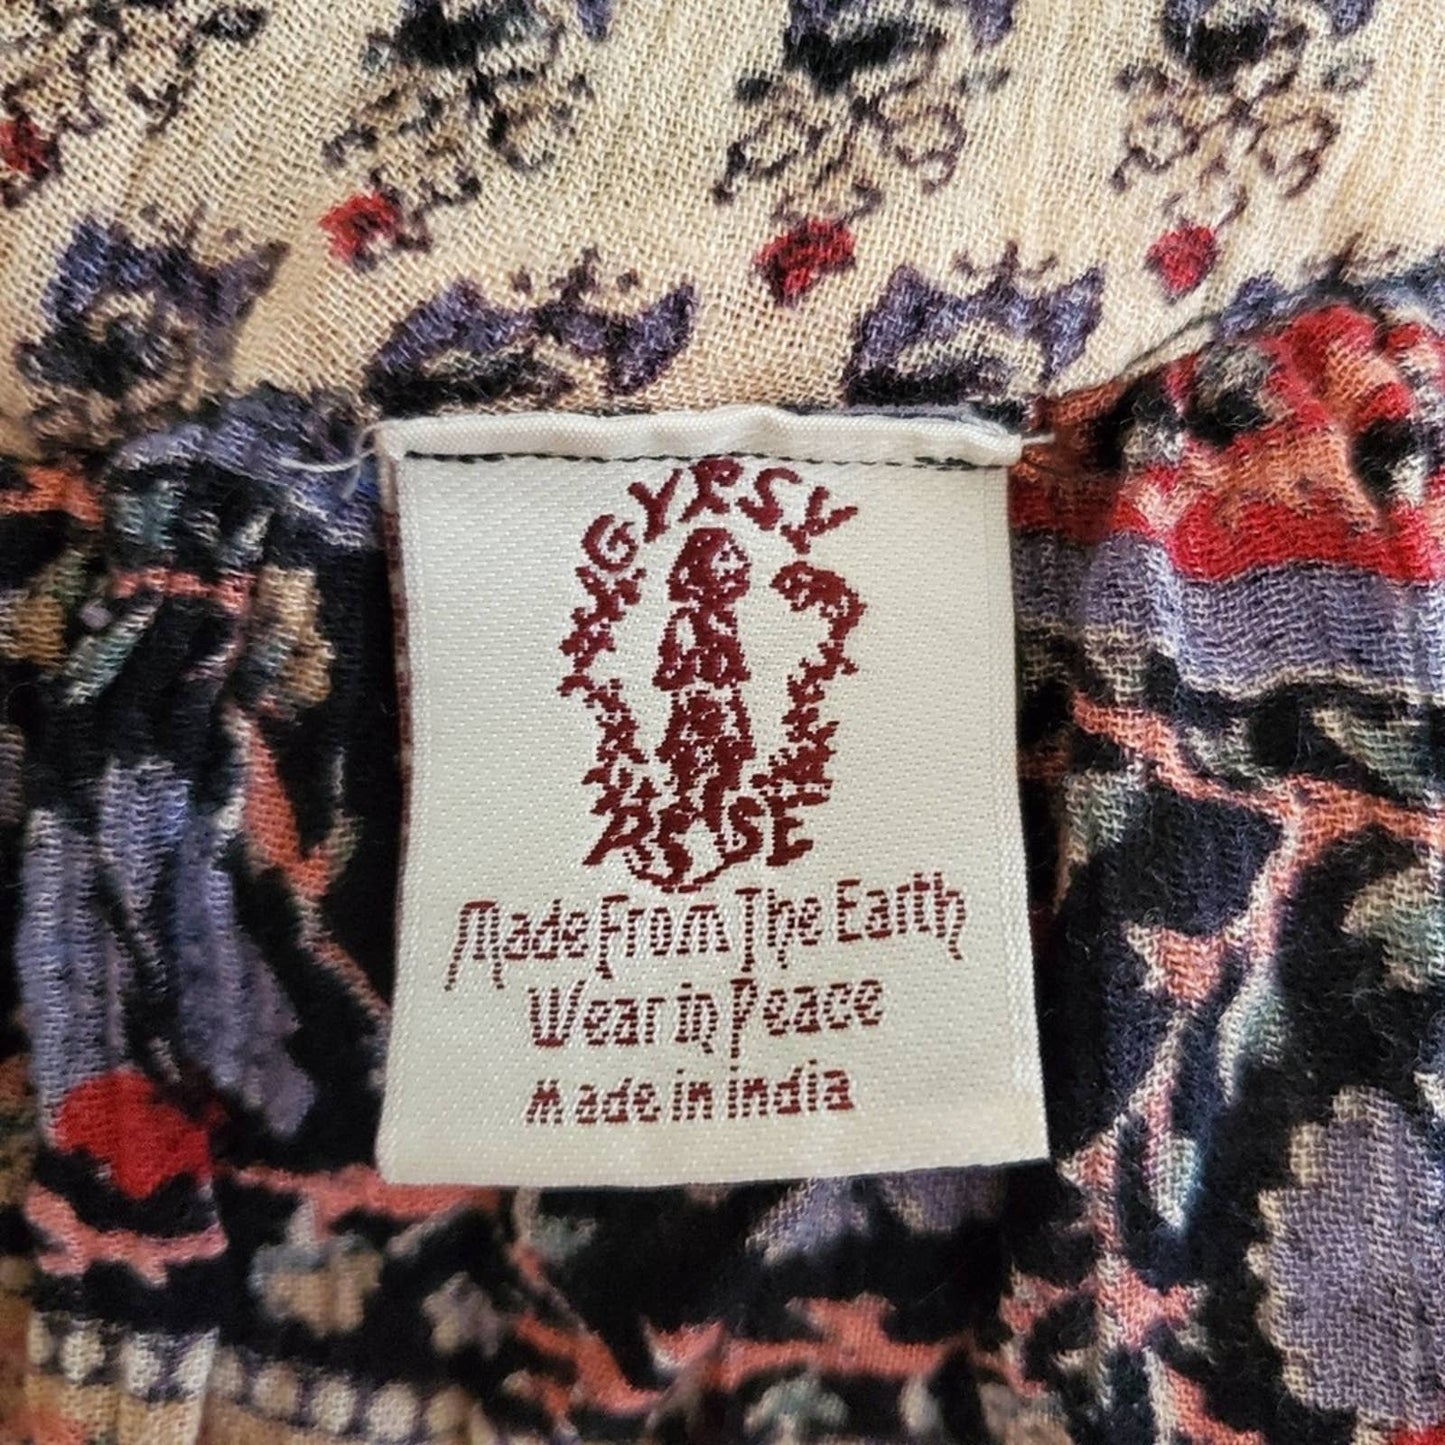 GYPSY
ROSE
Made From The Earth
Wear in Peace
Made in india